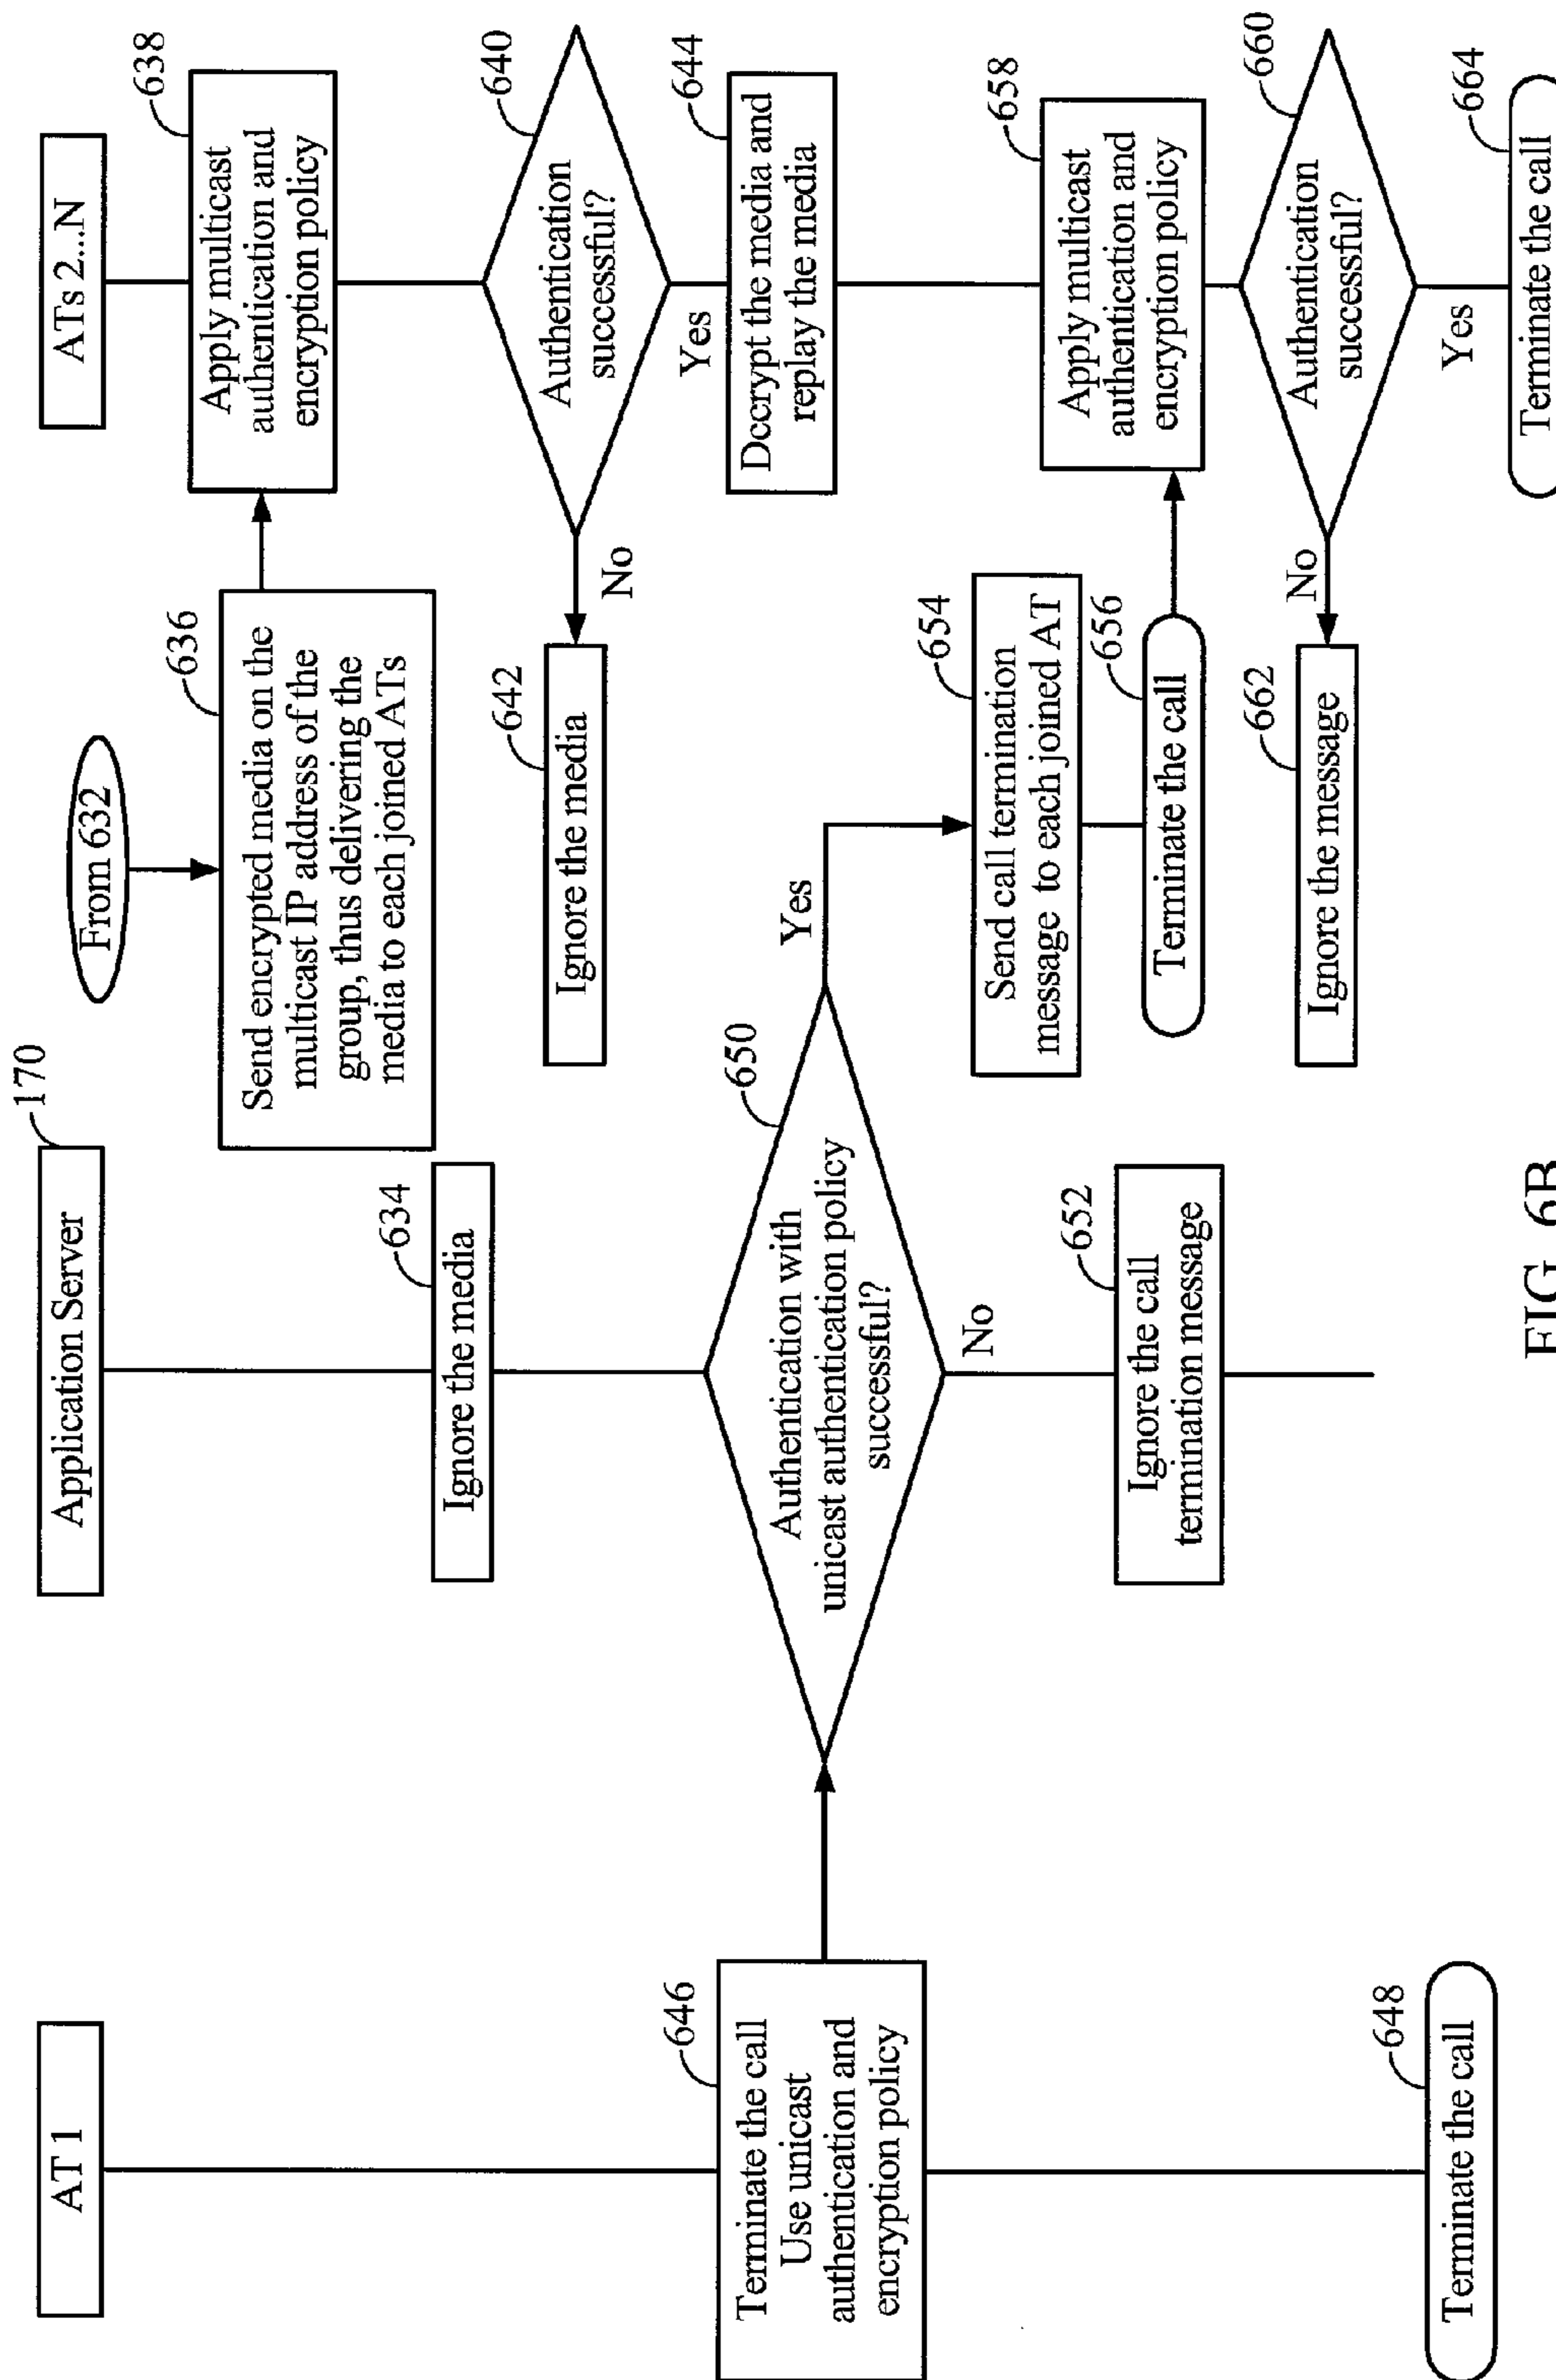 AT 1
Application Server
170
ATs 2...N
From 632
634
Ignore the media
636
Send encrypted media on the
multicast IP address of the
group, thus delivering the
media to each joined ATs
638
Apply multicast
authentication and
encryption policy
640
Authentication
successful?
No
Yes
642
Ignore the media
644
Dccrypt the media and
replay the media
646
Terminate the call
Use unicast
authentication and
encryption policy
648
Terminate the call
650
Authentication with
unicast authentication policy
successful?
Yes
No
652
Ignore the call
termination message
654
Send call termination
message to each joined AT
656
Terminate the call
658
Apply multicast
authentication and
encryption policy
660
Authentication
successful?
No
Yes
662
Ignore the message
664
Terminate the call
FIG. 6B